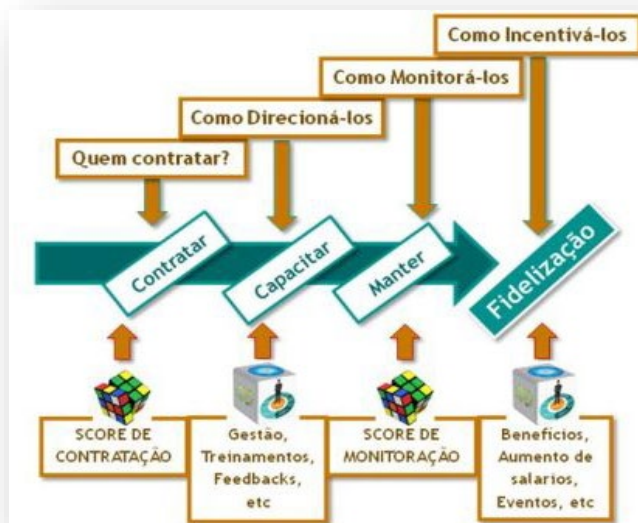 Como Incentivá-los
Como Monitorá-los
Como Direcioná-los
Quem contratar?
Contratar
Capacitar
Manter
Fidelização
SCORE DE
CONTRATAÇÃO
Gestão,
Treinamentos,
Feedbacks,
etc
SCORE DE
MONITORAÇÃO
Benefícios,
Aumento de
salarios,
Eventos, etc